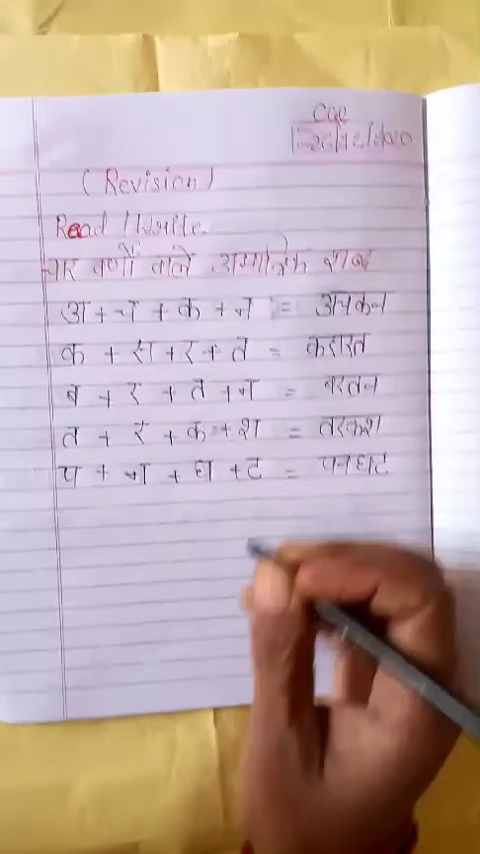 (Revision)
Read / Write
चार वर्णों वाले अमात्रिक शब्द
अ + च + क + न = अचकन
क + स + र + त = कसरत
ब + र + त + न = बरतन
त + र + क + श = तरकश
प + न + घ + ट = पनघट